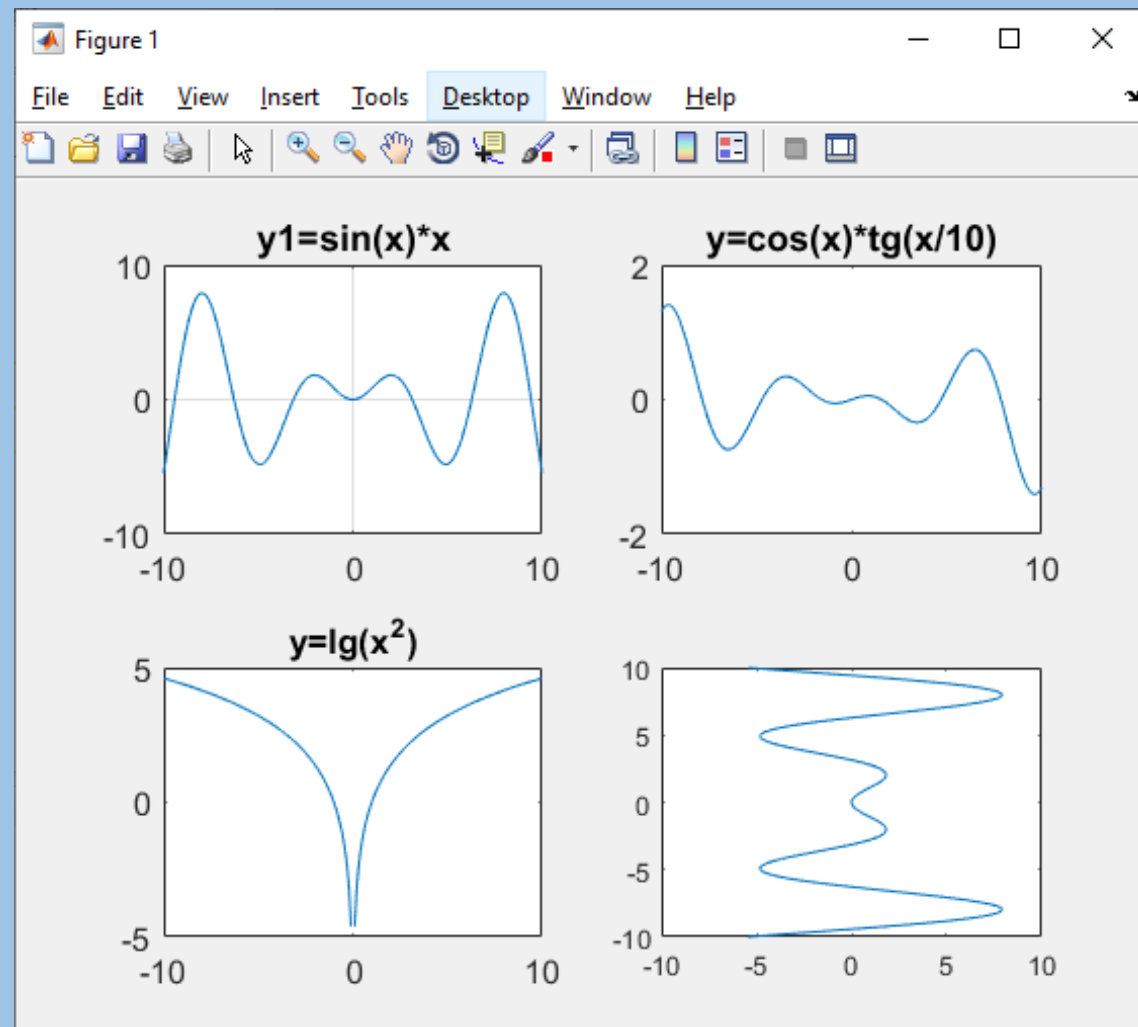 Figure 1
File Edit View Insert Tools Desktop Window Help
y1=sin(x)*x
10
0
-10
-10 0 10
y=cos(x)*tg(x/10)
2
0
-2
-10 0 10
y=lg(x²)
5
0
-5
-10 0 10
10
5
0
-5
-10
-10 -5 0 5 10